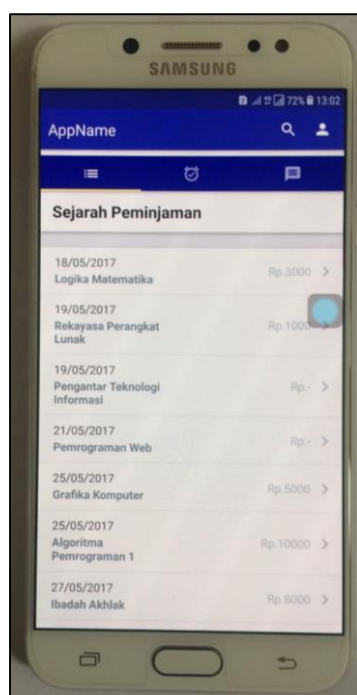 SAMSUNG
72% 13:02
AppName
Sejarah Peminjaman
18/05/2017
Logika Matematika
Rp.3000
19/05/2017
Rekayasa Perangkat
Lunak
Rp.1000
19/05/2017
Pengantar Teknologi
Informasi
Rp.-
21/05/2017
Pemrograman Web
Rp.-
25/05/2017
Grafika Komputer
Rp.5000
25/05/2017
Algoritma
Pemrograman 1
Rp.10000
27/05/2017
Ibadah Akhlak
Rp.8000